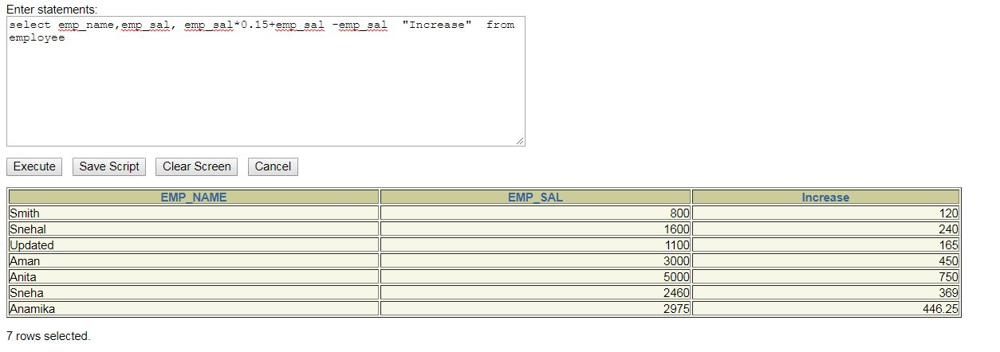 Enter statements:
select emp_name,emp_sal, emp_sal*0.15+emp_sal -emp_sal  "Increase"  from
employee
Execute Save Script Clear Screen Cancel
EMP_NAME EMP_SAL Increase
Smith 800 120
Snehal 1600 240
Updated 1100 165
Aman 3000 450
Anita 5000 750
Sneha 2460 369
Anamika 2975 446.25
7 rows selected.